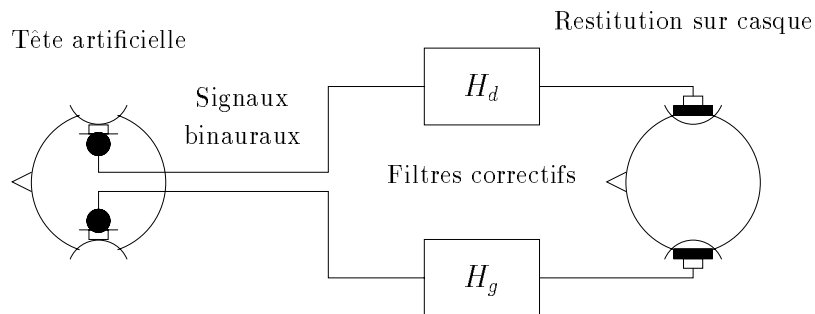 Restitution sur casque
Tête artificielle
H_d
Signaux
binauraux
Filtres correctifs
H_g